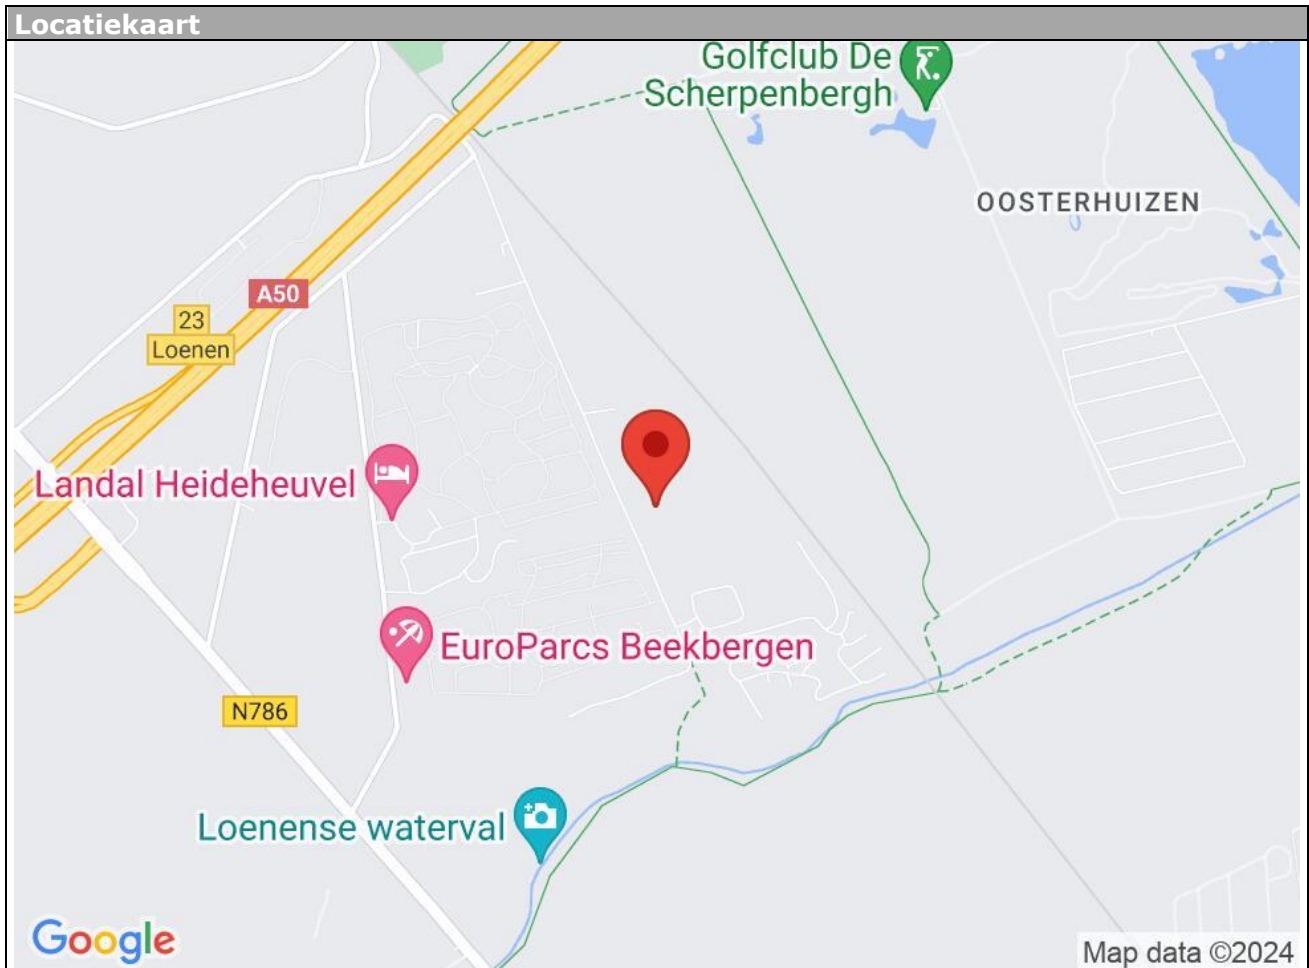 Locatiekaart
Golfclub De
Scherpenbergh
OOSTERHUIZEN
A50
23
Loenen
Landal Heideheuvel
EuroParcs Beekbergen
N786
Loenense waterval
Google
Map data ©2024